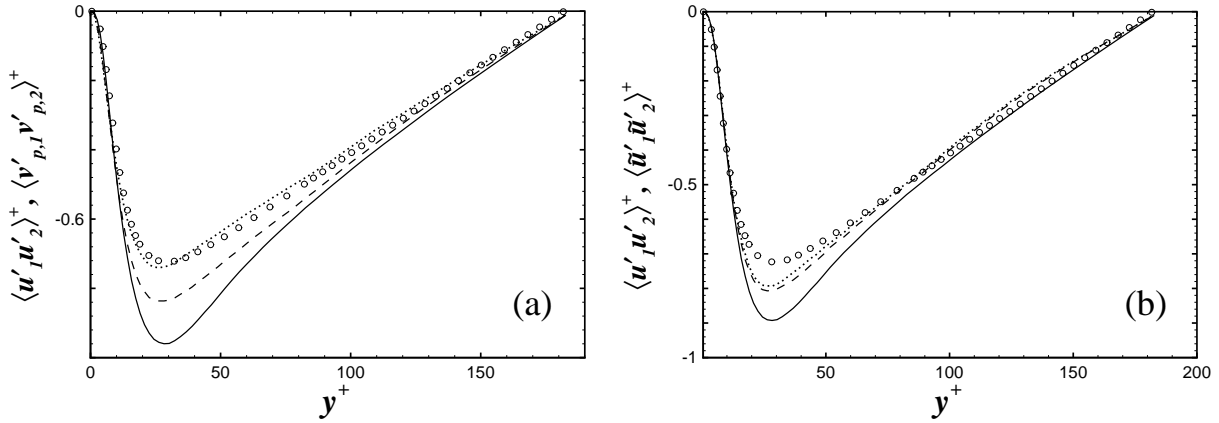 0
-0.6
0
50
100
150
y⁺
⟨u′₁u′₂⟩⁺, ⟨v′ₚ,₁v′ₚ,₂⟩⁺
(a)
0
-0.5
-1
50
100
150
200
y⁺
⟨u′₁u′₂⟩⁺, ⟨ũ′₁ũ′₂⟩⁺
(b)